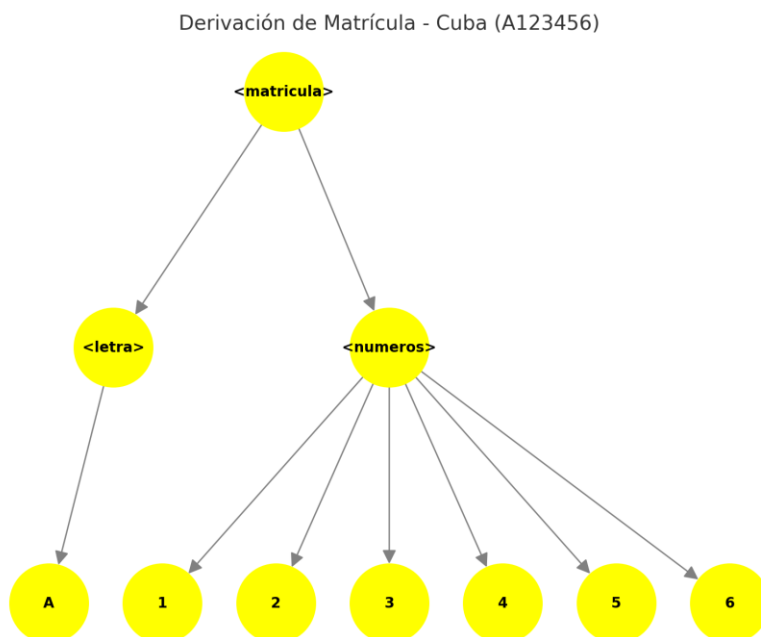 Derivación de Matrícula - Cuba (A123456)
<matricula>
<letra> <numeros>
A 1 2 3 4 5 6